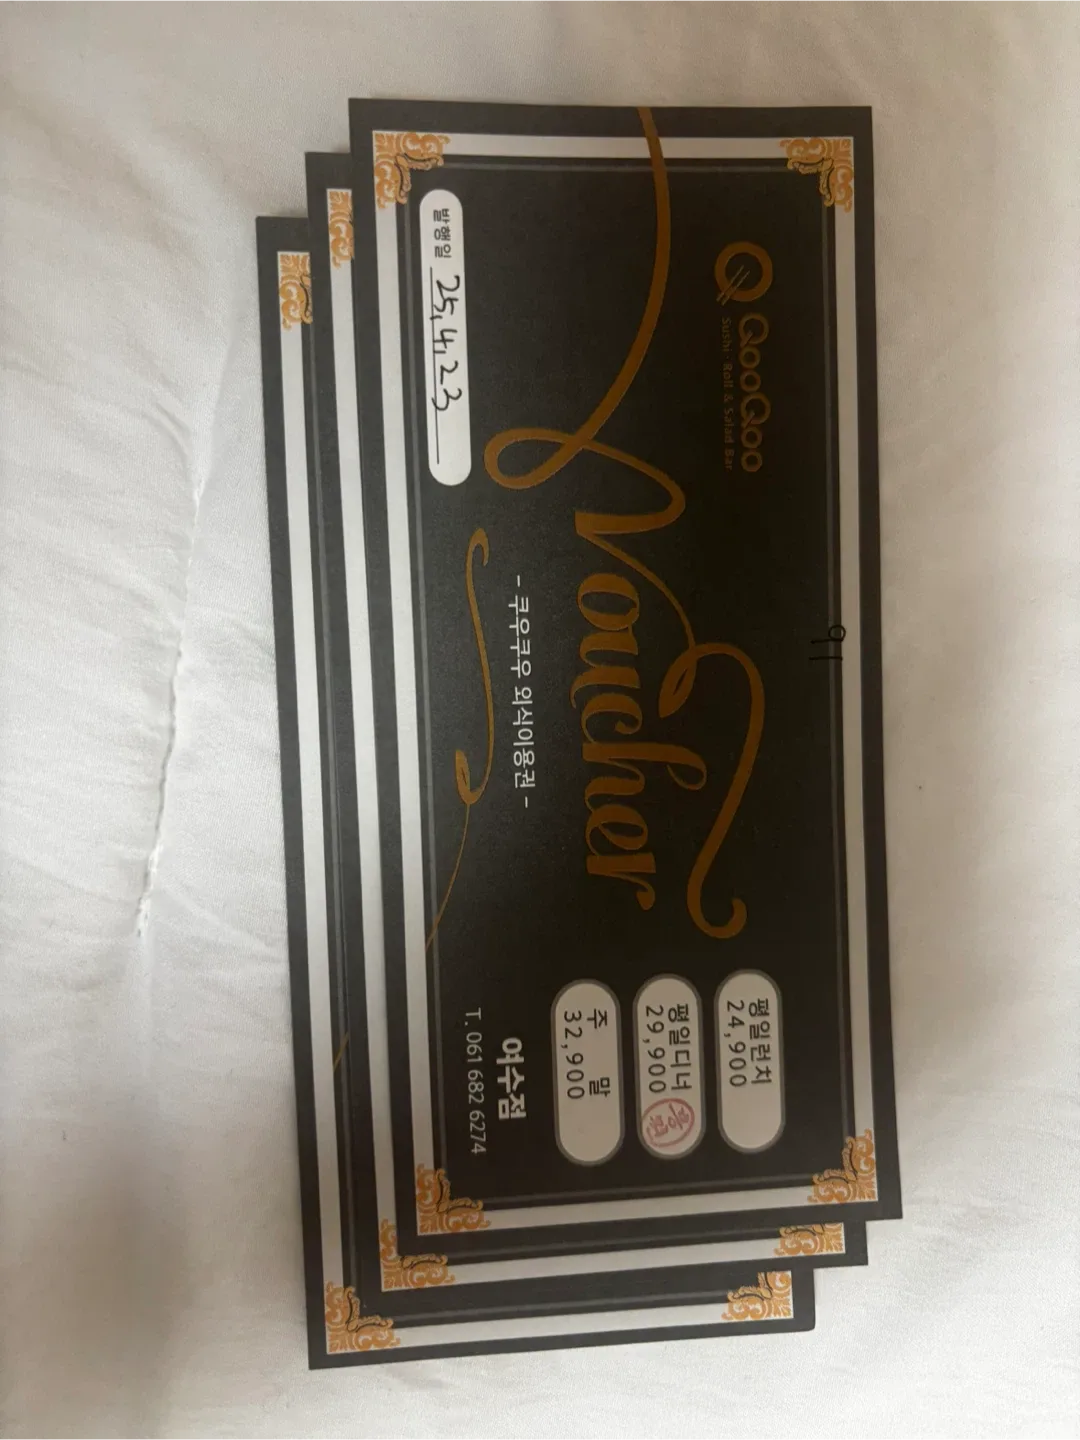 QooQoo
Sushi · Roll & Salad Bar
91
Voucher
- 쿠우쿠우 외식이용권 -
발행일 25,4,23
평일런치
24,900
평일디너
29,900
주 말
32,900
여수점
T. 061 682 6274